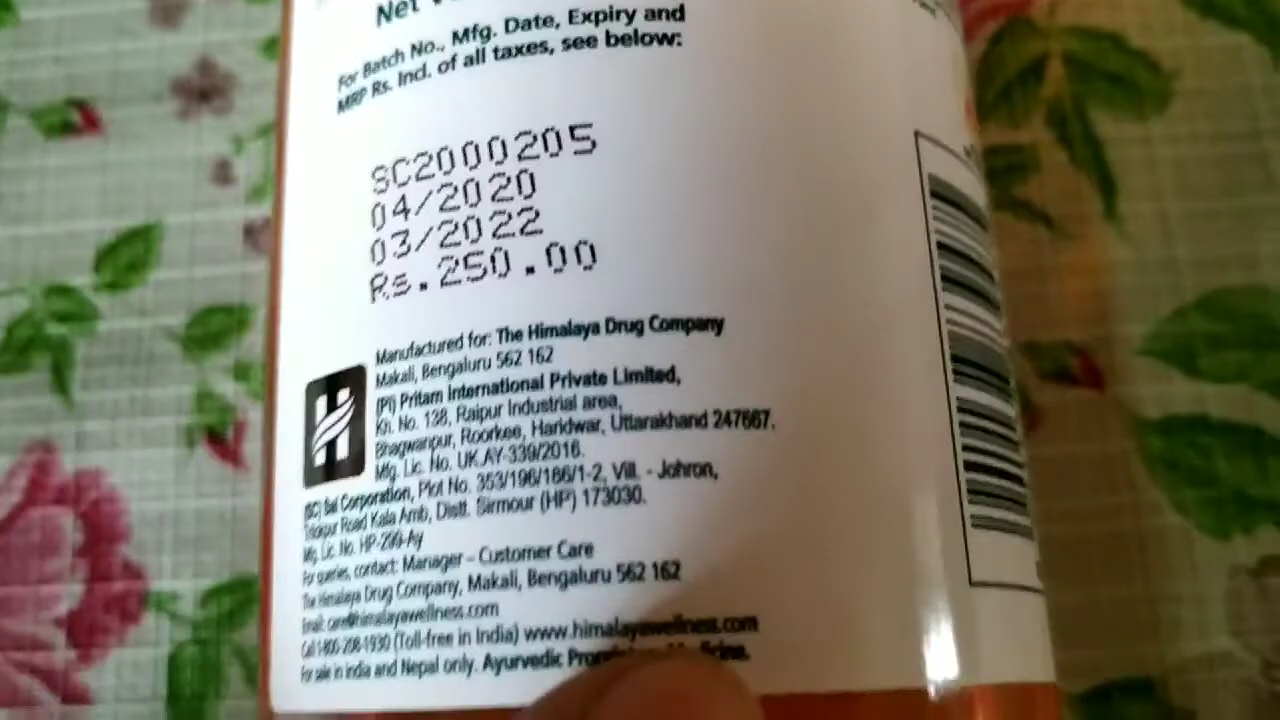 Net
For Batch No., Mfg. Date, Expiry and
MRP Rs. Incl. of all taxes, see below:
SC2000205
04/2020
03/2022
Rs.250.00
Manufactured for: The Himalaya Drug Company
Makali, Bengaluru 562 162
(PI) Pritam International Private Limited,
Kh. No. 138, Raipur Industrial area,
Bhagwanpur, Roorkee, Haridwar, Uttarakhand 247667.
Mfg. Lic. No. UK.AY-339/2016.
(SC) Sai Corporation, Plot No. 353/196/186/1-2, Vill. - Johron,
Trilokpur Road Kala Amb, Distt. Sirmour (HP) 173030.
Mfg. Lic. No. HP-299-Ay
For queries, contact: Manager – Customer Care
The Himalaya Drug Company, Makali, Bengaluru 562 162
Email: care@himalayawellness.com
Call 1-800-208-1930 (Toll-free in India) www.himalayawellness.com
For sale in India and Nepal only. Ayurvedic